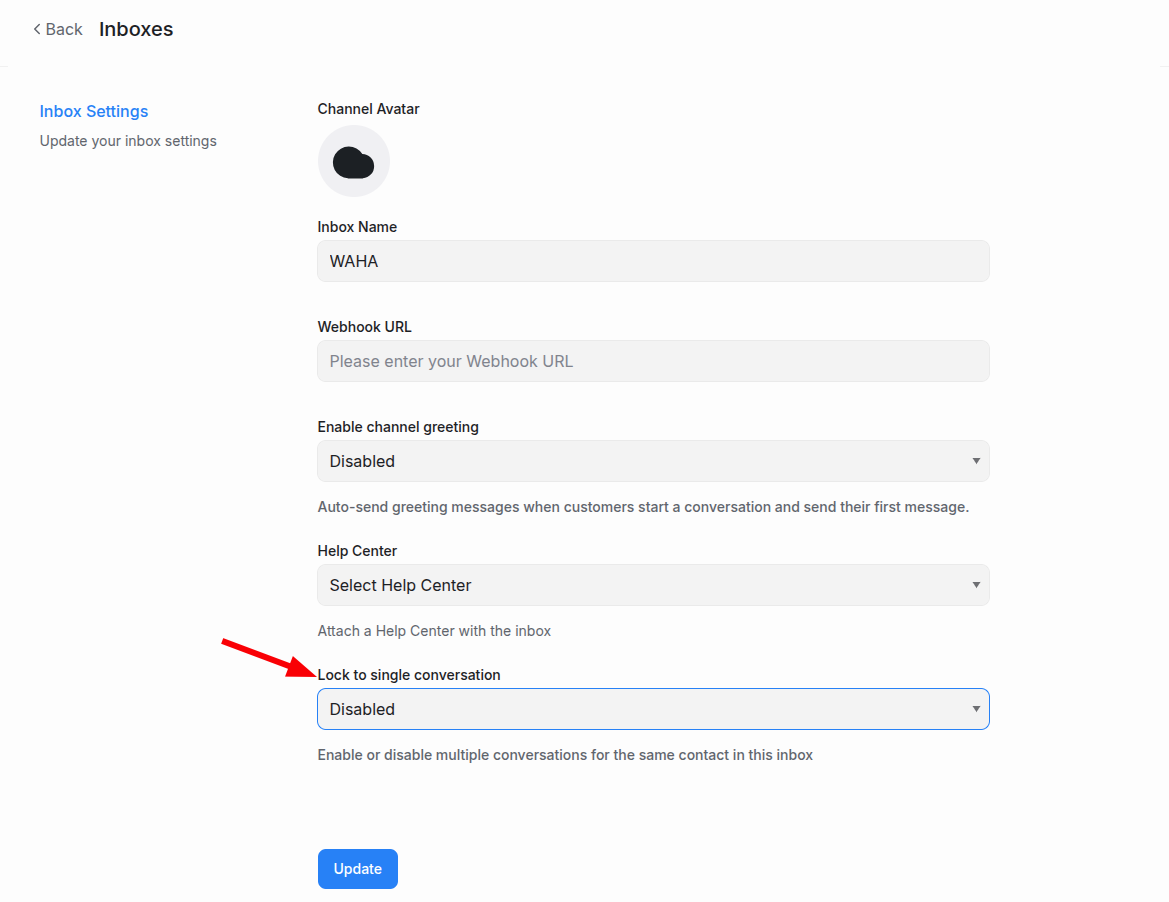 Back Inboxes
Inbox Settings
Update your inbox settings
Channel Avatar
Inbox Name
WAHA
Webhook URL
Please enter your Webhook URL
Enable channel greeting
Disabled
Auto-send greeting messages when customers start a conversation and send their first message.
Help Center
Select Help Center
Attach a Help Center with the inbox
Lock to single conversation
Disabled
Enable or disable multiple conversations for the same contact in this inbox
Update